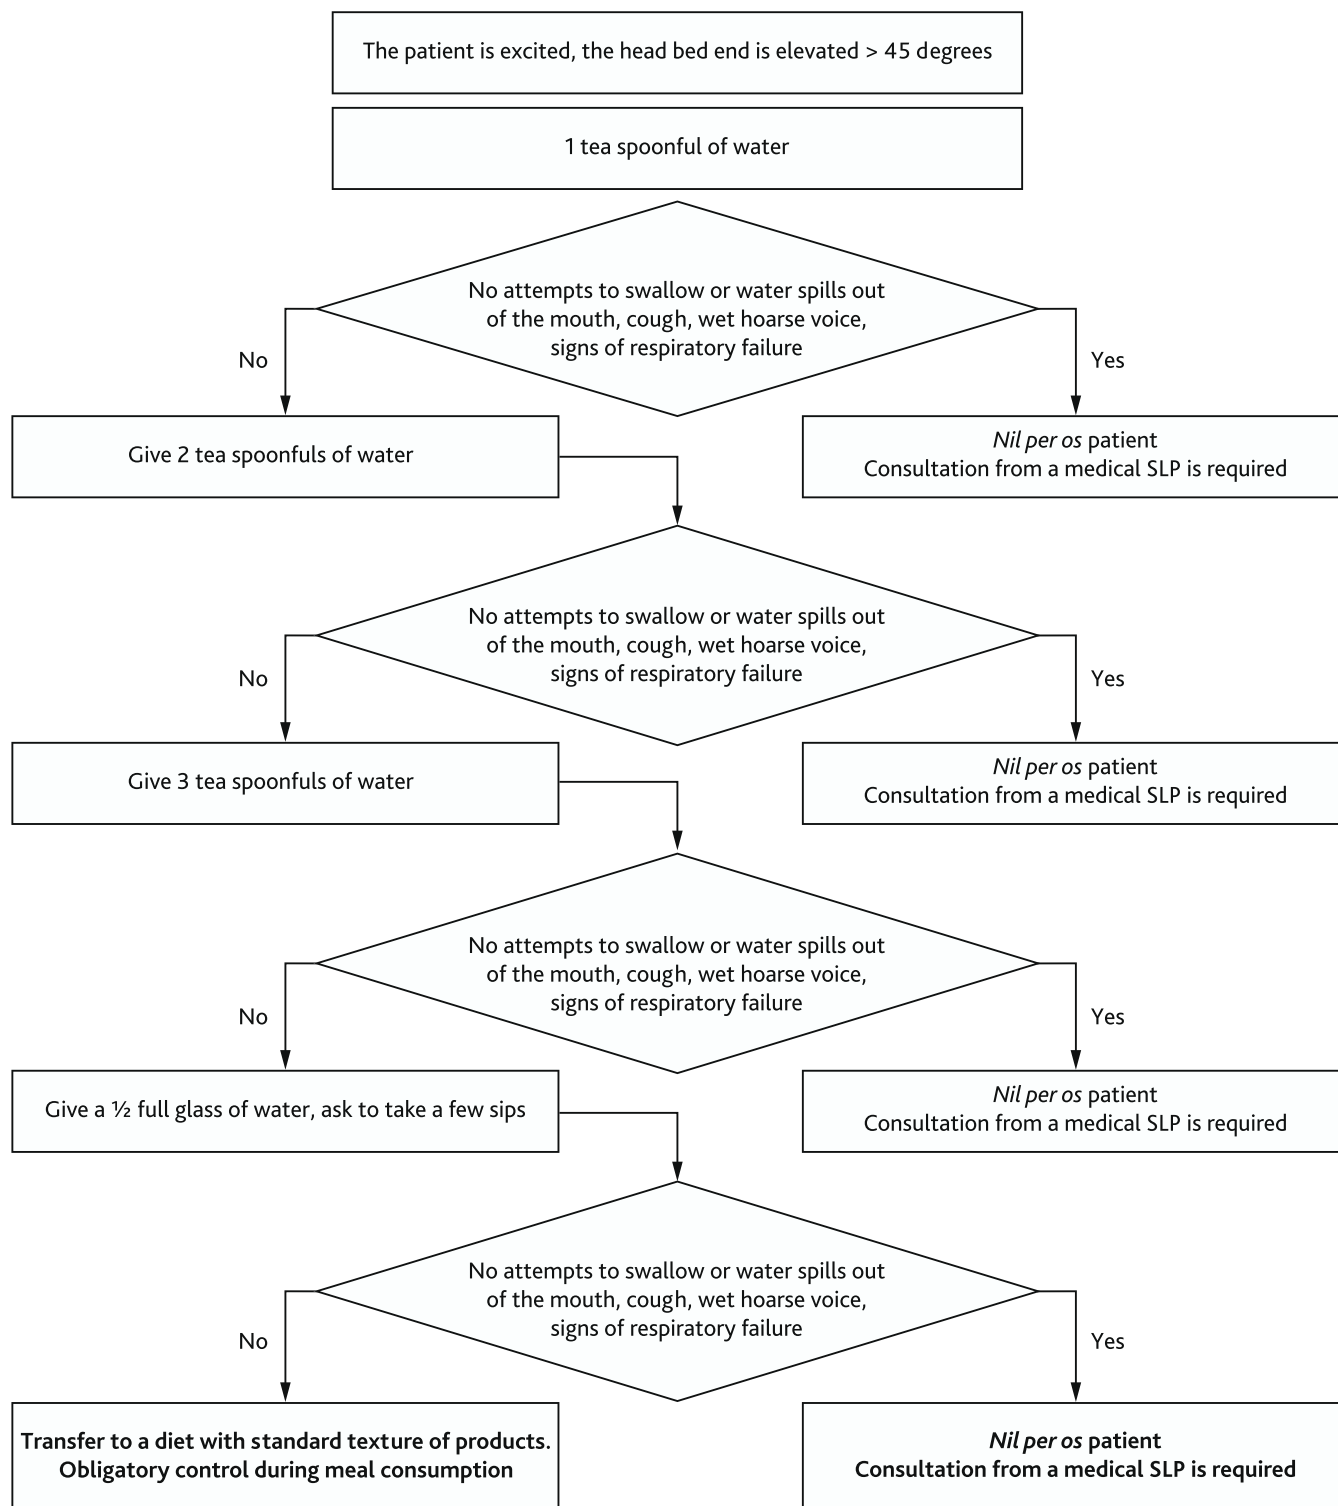 The patient is excited, the head bed end is elevated > 45 degrees
1 tea spoonful of water
No attempts to swallow or water spills out
of the mouth, cough, wet hoarse voice,
signs of respiratory failure
No
Yes
Give 2 tea spoonfuls of water
Nil per os patient
Consultation from a medical SLP is required
No attempts to swallow or water spills out
of the mouth, cough, wet hoarse voice,
signs of respiratory failure
No
Yes
Give 3 tea spoonfuls of water
Nil per os patient
Consultation from a medical SLP is required
No attempts to swallow or water spills out
of the mouth, cough, wet hoarse voice,
signs of respiratory failure
No
Yes
Give a ½ full glass of water, ask to take a few sips
Nil per os patient
Consultation from a medical SLP is required
No attempts to swallow or water spills out
of the mouth, cough, wet hoarse voice,
signs of respiratory failure
No
Yes
Transfer to a diet with standard texture of products.
Obligatory control during meal consumption
Nil per os patient
Consultation from a medical SLP is required